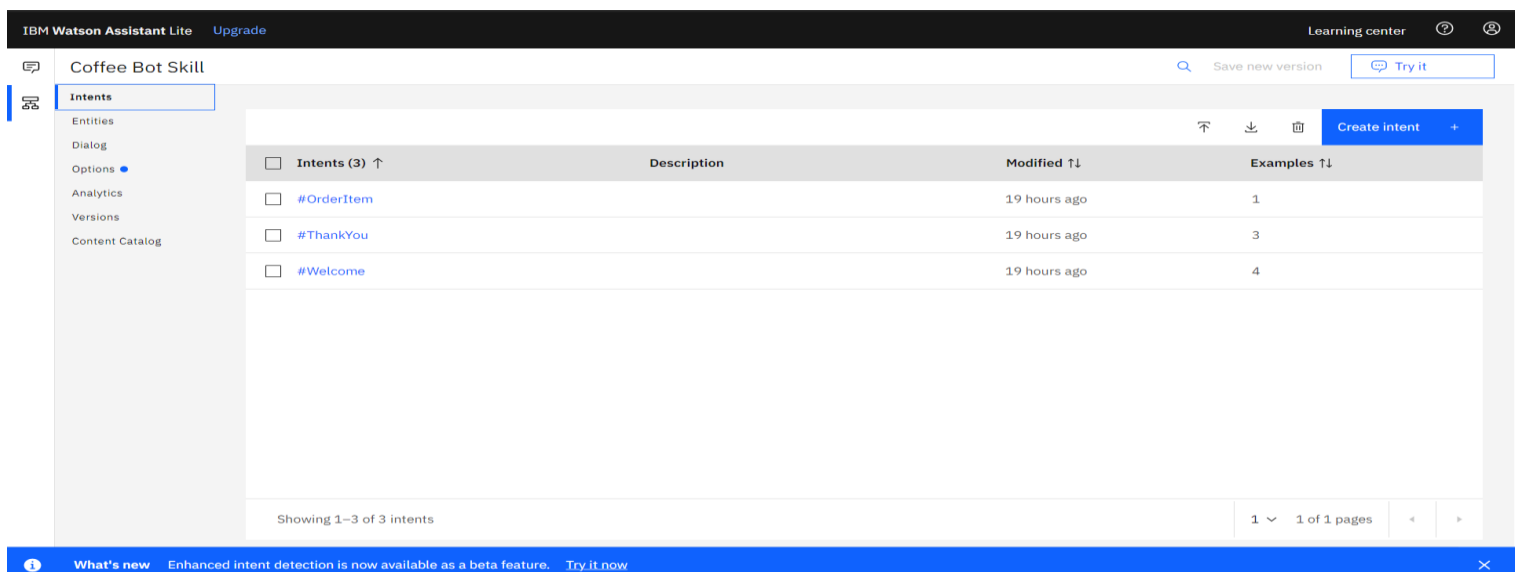 IBM Watson Assistant Lite Upgrade Learning center
Coffee Bot Skill Save new version Try it
Intents
Entities
Dialog
Options
Analytics
Versions
Content Catalog
Create intent +
Intents (3) ↑ Description Modified ↑↓ Examples ↑↓
#OrderItem 19 hours ago 1
#ThankYou 19 hours ago 3
#Welcome 19 hours ago 4
Showing 1–3 of 3 intents 1 1 of 1 pages
What's new Enhanced intent detection is now available as a beta feature. Try it now